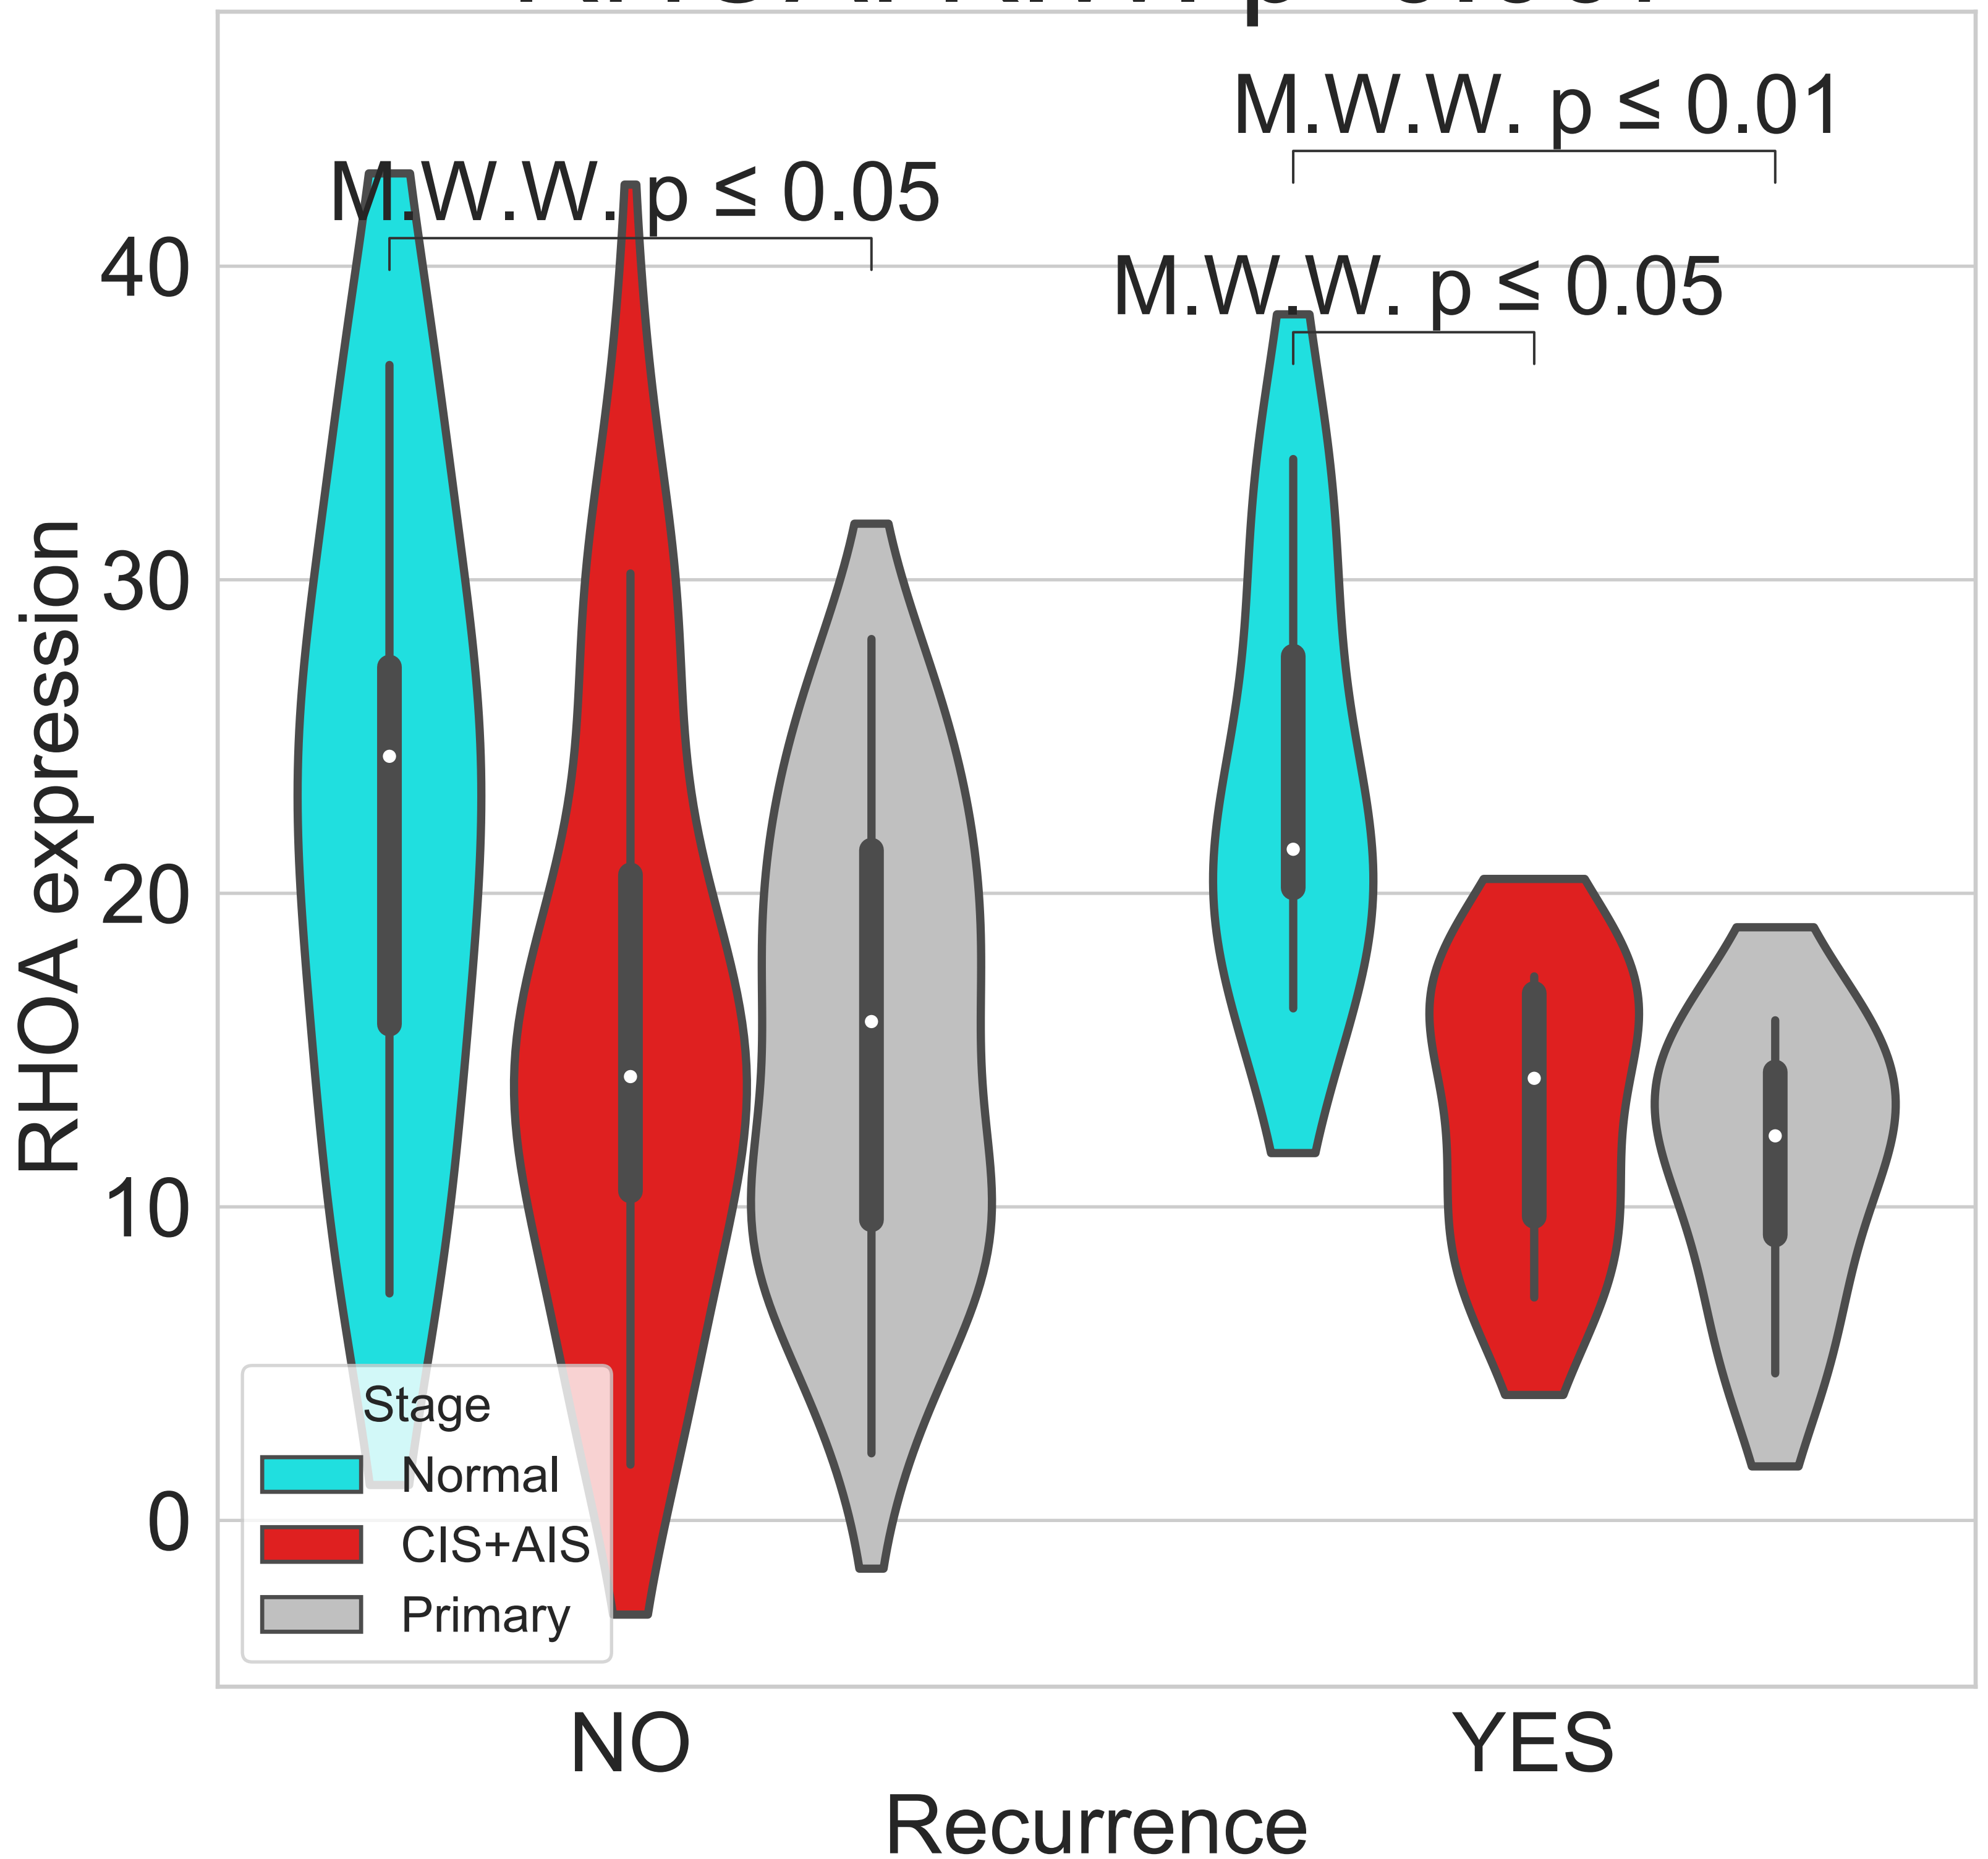 M.W.W. p ≤ 0.01
M.W.W. p ≤ 0.05
M.W.W. p ≤ 0.05
40
30
20
10
0
RHOA expression
Stage
Normal
CIS+AIS
Primary
NO
YES
Recurrence